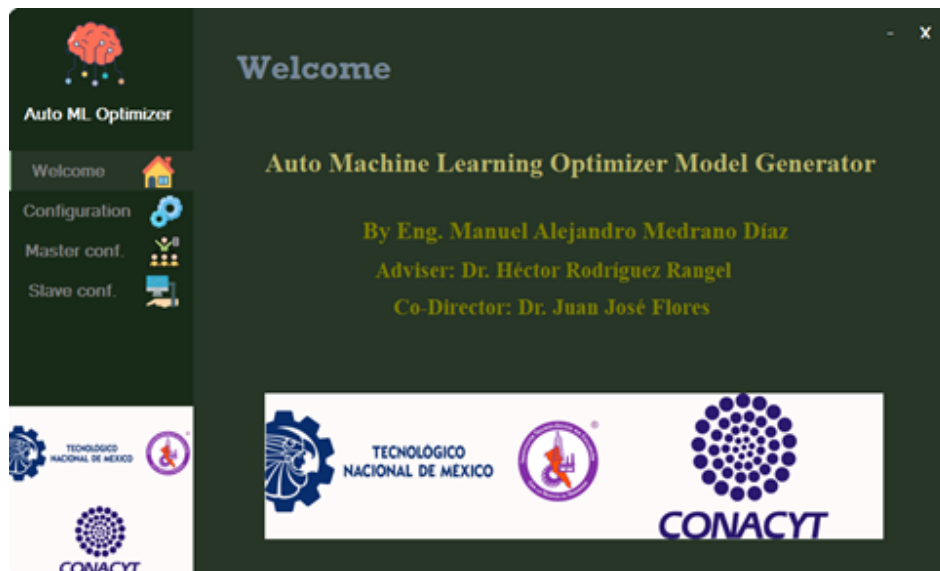 - X
Auto ML Optimizer
Welcome
Configuration
Master conf.
Slave conf.
TECNOLÓGICO
NACIONAL DE MÉXICO
CONACYT
Welcome
Auto Machine Learning Optimizer Model Generator
By Eng. Manuel Alejandro Medrano Díaz
Adviser: Dr. Héctor Rodríguez Rangel
Co-Director: Dr. Juan José Flores
TECNOLÓGICO
NACIONAL DE MÉXICO
®
CONACYT